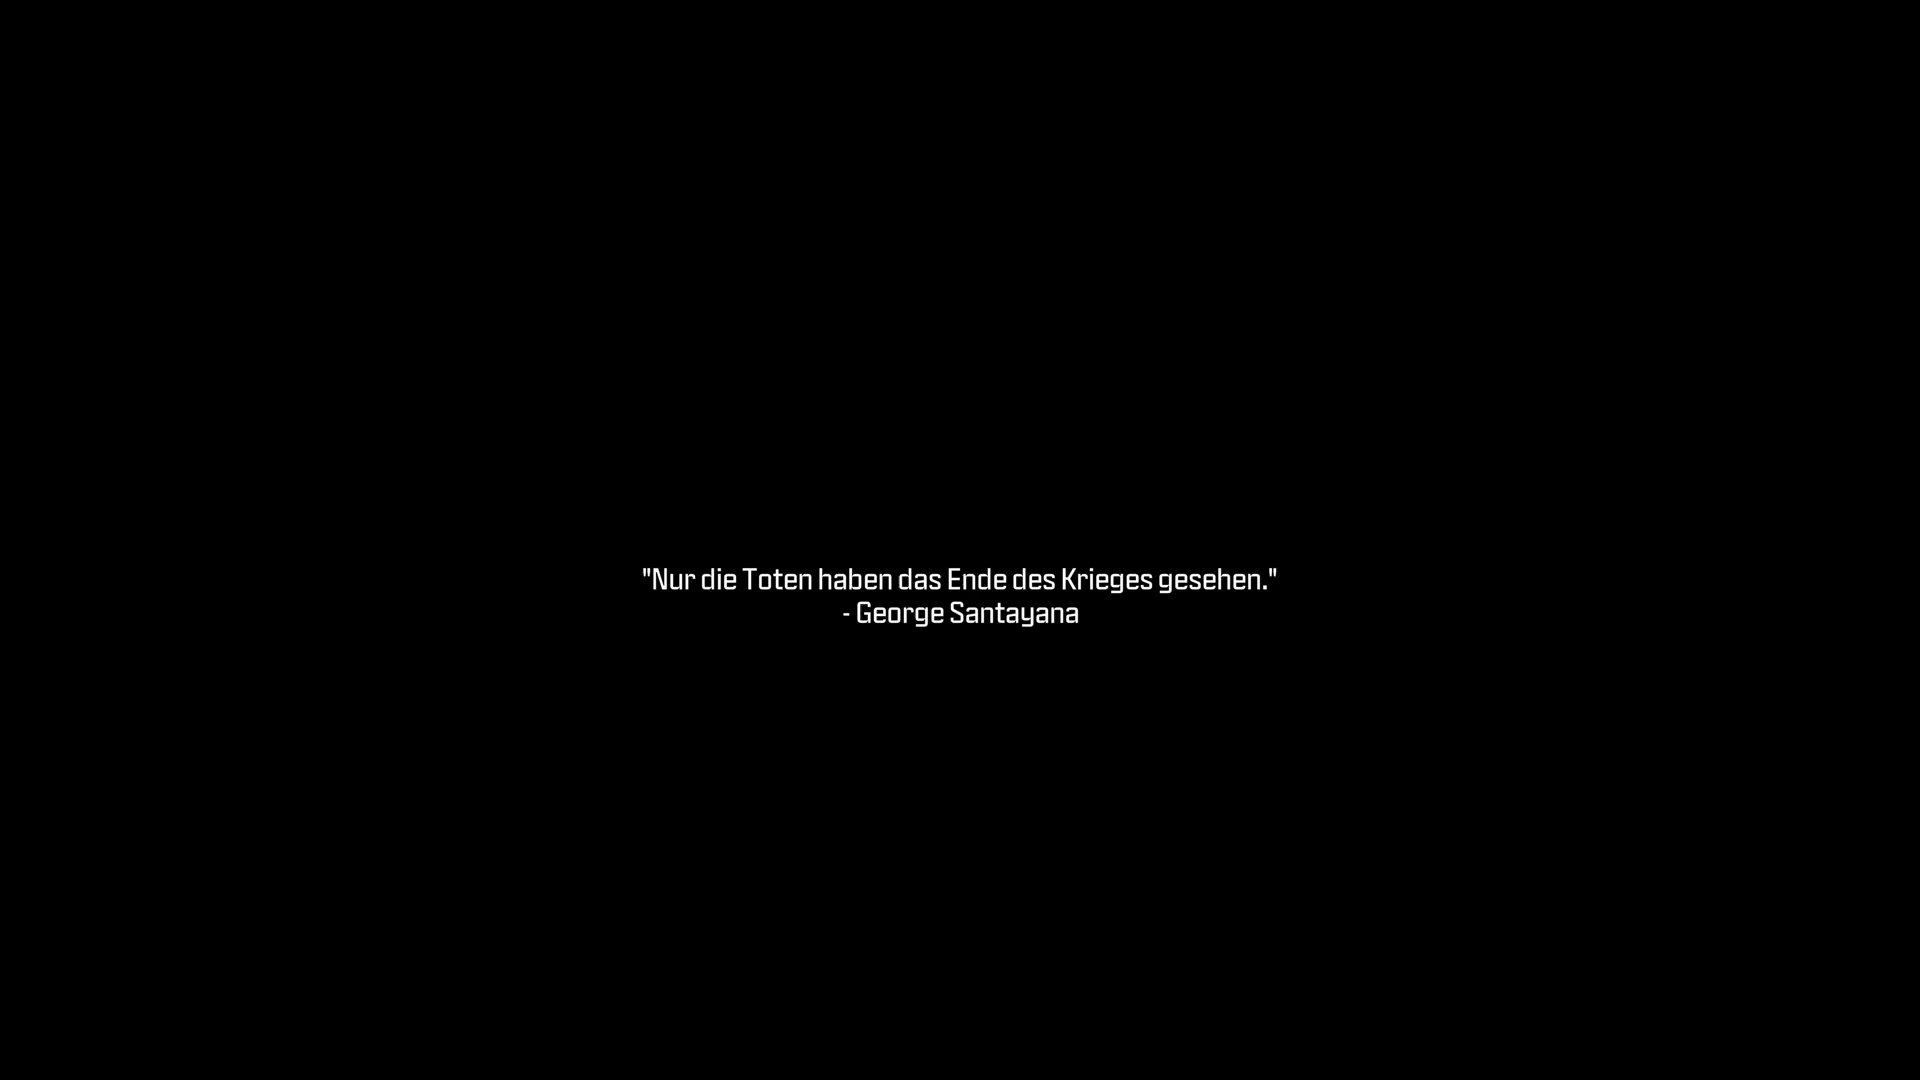 "Nur die Toten haben das Ende des Krieges gesehen."
- George Santayana